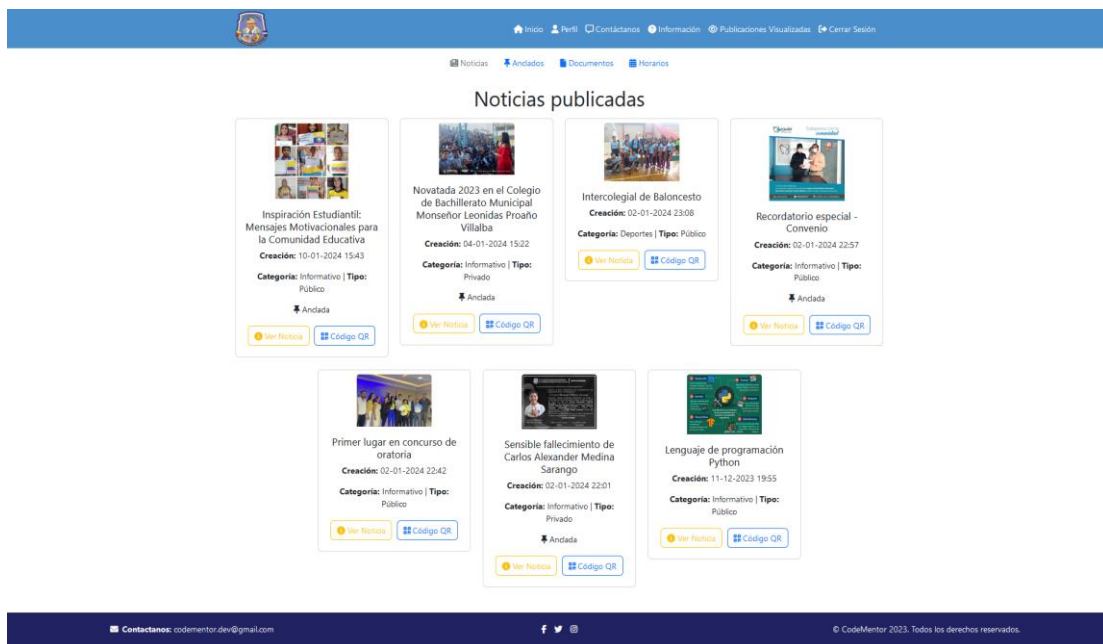 Inicio Perfil Contáctanos Información Publicaciones Visualizadas Cerrar Sesión
Noticias Anclados Documentos Horarios
Noticias publicadas
Inspiración Estudiantil:
Mensajes Motivacionales para
la Comunidad Educativa
Creación: 10-01-2024 15:43
Categoría: Informativo | Tipo:
Público
Anclada
Ver Noticia Código QR
Novatada 2023 en el Colegio
de Bachillerato Municipal
Monseñor Leonidas Proaño
Villalba
Creación: 04-01-2024 15:22
Categoría: Informativo | Tipo:
Privado
Anclada
Ver Noticia Código QR
Intercolegial de Baloncesto
Creación: 02-01-2024 23:08
Categoría: Deportes | Tipo: Público
Ver Noticia Código QR
Recordatorio especial -
Convenio
Creación: 02-01-2024 22:57
Categoría: Informativo | Tipo:
Público
Anclada
Ver Noticia Código QR
Primer lugar en concurso de
oratoria
Creación: 02-01-2024 22:42
Categoría: Informativo | Tipo:
Público
Ver Noticia Código QR
Sensible fallecimiento de
Carlos Alexander Medina
Sarango
Creación: 02-01-2024 22:01
Categoría: Informativo | Tipo:
Privado
Anclada
Ver Noticia Código QR
Lenguaje de programación
Python
Creación: 11-12-2023 19:55
Categoría: Informativo | Tipo:
Público
Ver Noticia Código QR
Contactanos: codementor.dev@gmail.com
© CodeMentor 2023. Todos los derechos reservados.